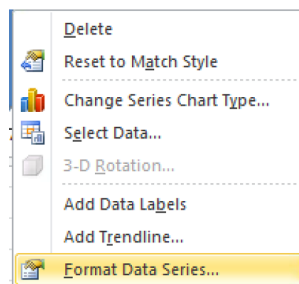 Delete
Reset to Match Style
Change Series Chart Type...
Select Data...
3-D Rotation...
Add Data Labels
Add Trendline...
Format Data Series...